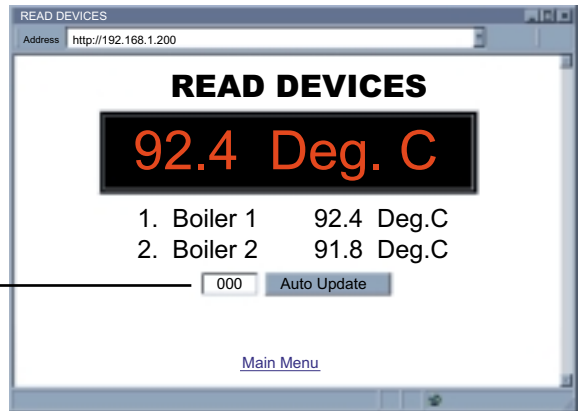 READ DEVICES
Address http://192.168.1.200
READ DEVICES
92.4 Deg. C
1. Boiler 1 92.4 Deg.C
2. Boiler 2 91.8 Deg.C
000 Auto Update
Main Menu